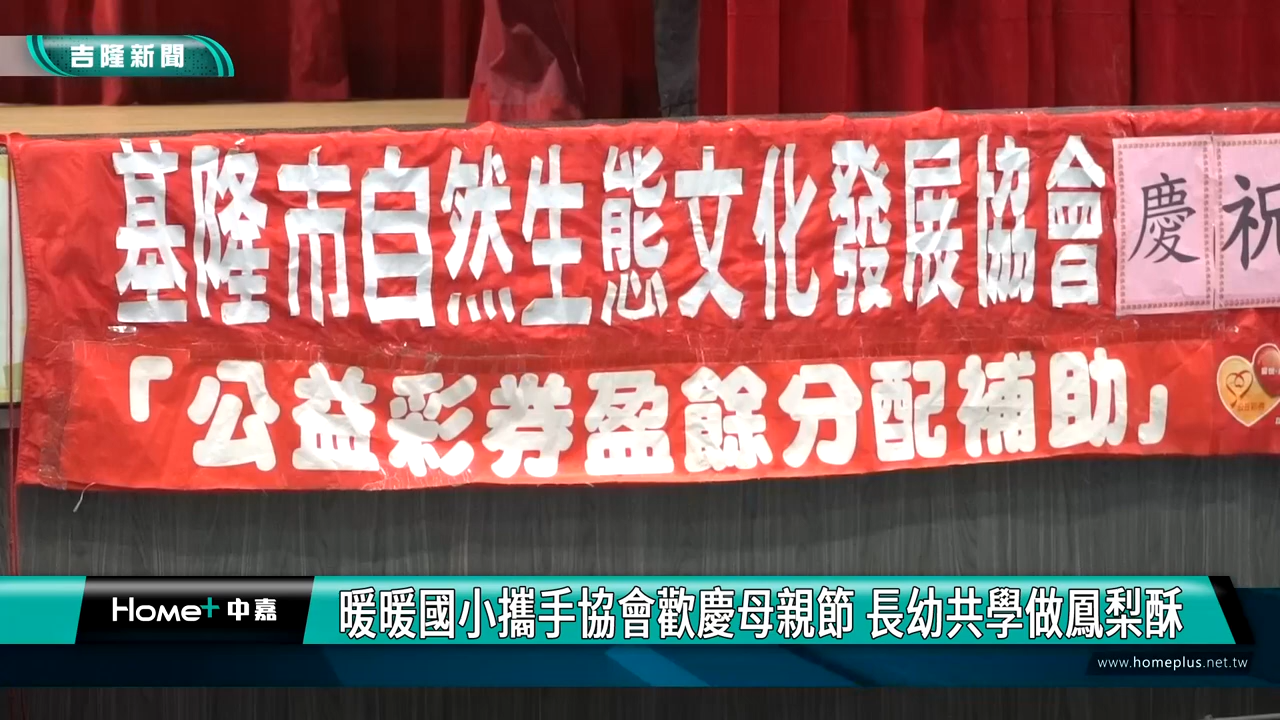 吉隆新聞
基隆市自然生態文化發展協會
慶祝
「公益彩券盈餘分配補助」
Home+中嘉
暖暖國小攜手協會歡慶母親節 長幼共學做鳳梨酥
www.homeplus.net.tw